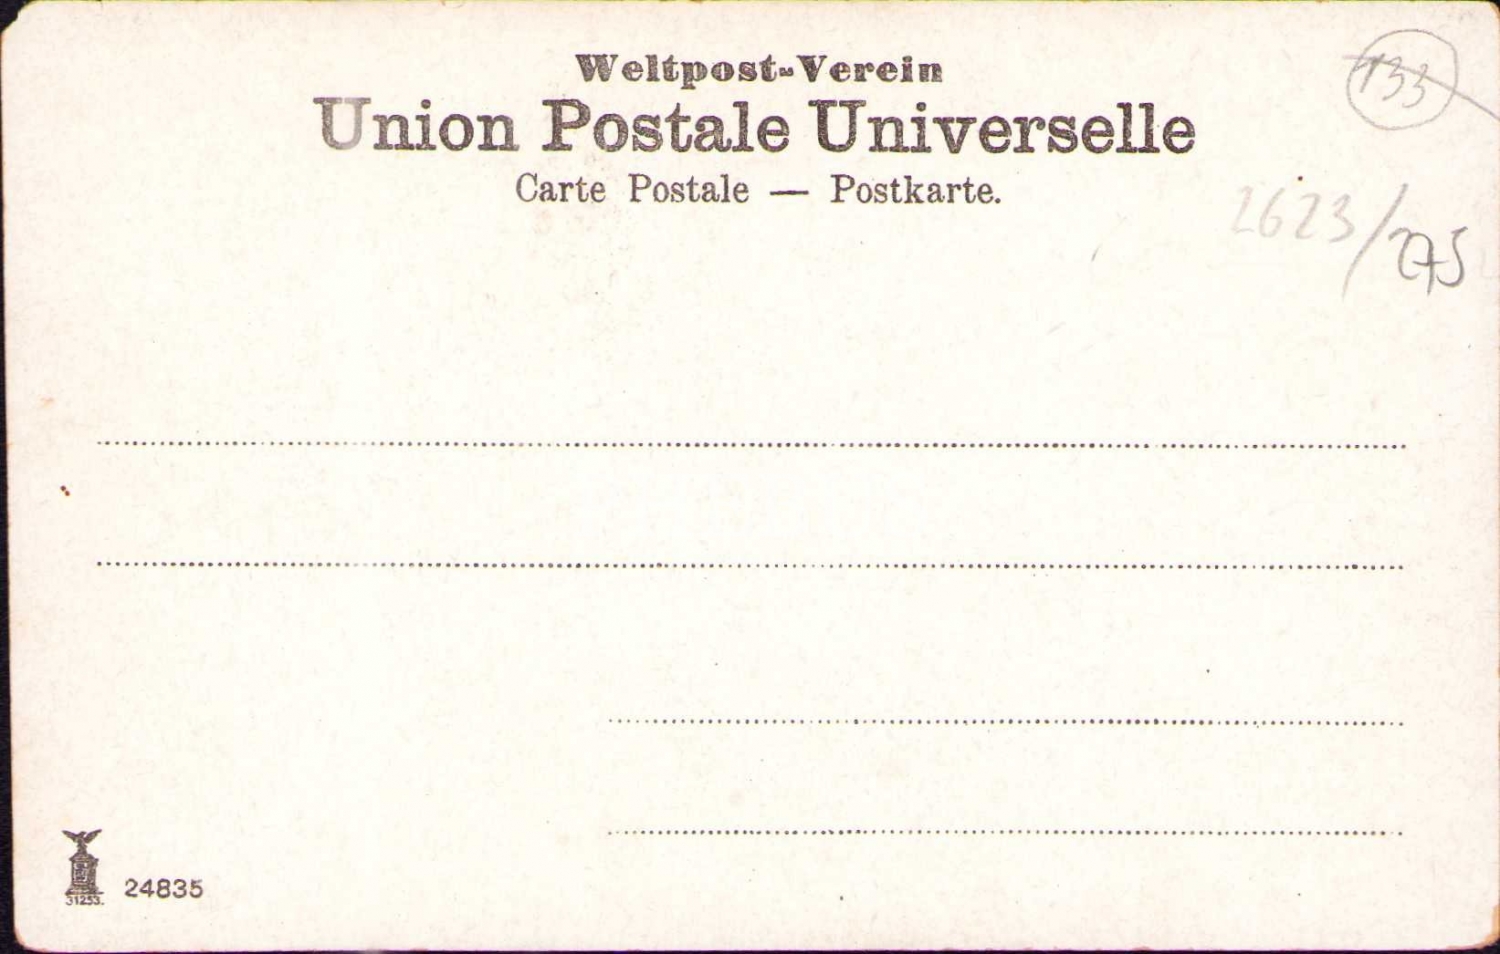 Weltpost-Verein
Union Postale Universelle
Carte Postale — Postkarte.
133
2623/275
31253.
24835